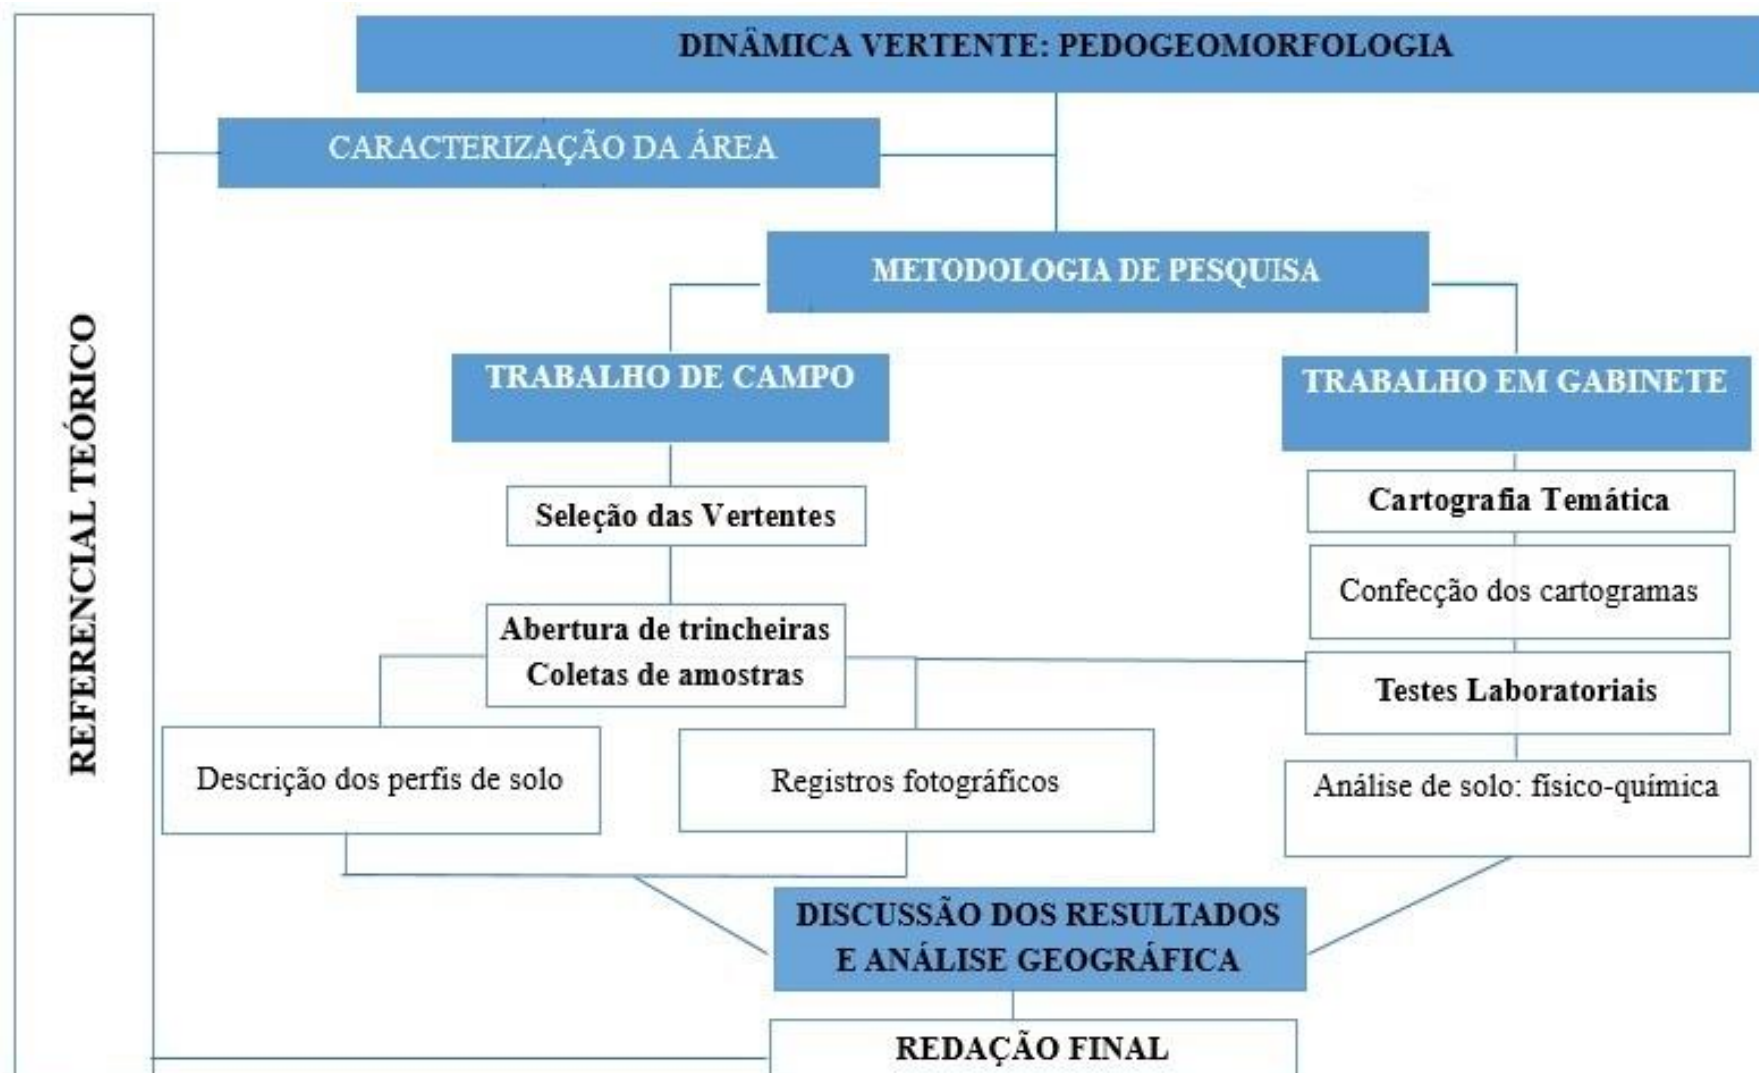 DINÂMICA VERTENTE: PEDOGEOMORFOLOGIA
CARACTERIZAÇÃO DA ÁREA
METODOLOGIA DE PESQUISA
REFERENCIAL TEÓRICO
TRABALHO DE CAMPO
TRABALHO EM GABINETE
Seleção das Vertentes
Cartografia Temática
Confecção dos cartogramas
Abertura de trincheiras
Coletas de amostras
Testes Laboratoriais
Descrição dos perfis de solo
Registros fotográficos
Análise de solo: físico-química
DISCUSSÃO DOS RESULTADOS
E ANÁLISE GEOGRÁFICA
REDAÇÃO FINAL